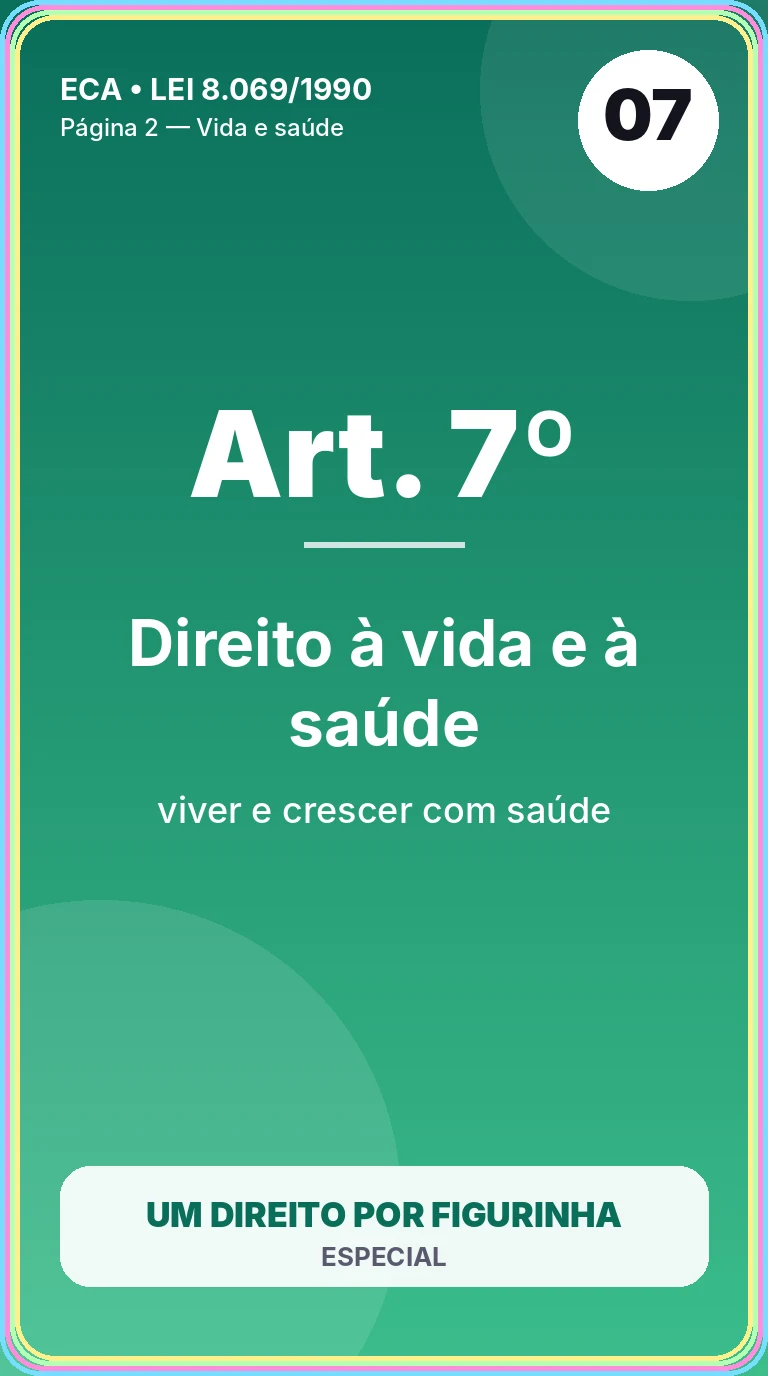 ECA • LEI 8.069/1990
Página 2 — Vida e saúde
07
Art. 7º
Direito à vida e à
saúde
viver e crescer com saúde
UM DIREITO POR FIGURINHA
ESPECIAL